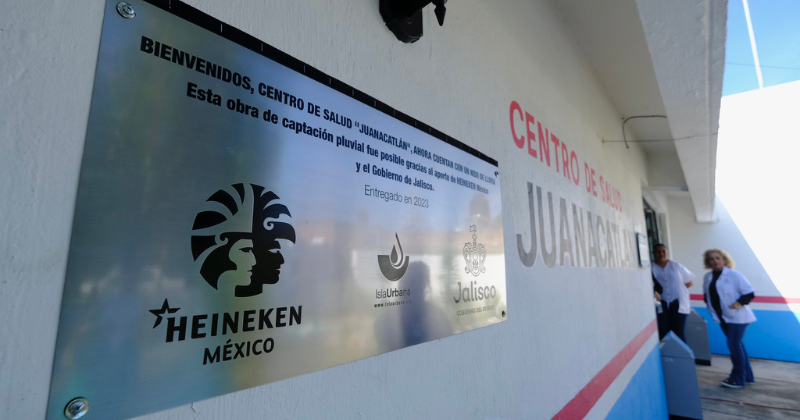 BIENVENIDOS, CENTRO DE SALUD "JUANACATLÁN", AHORA CUENTAN CON UN NIDO DE LLUVIA
Esta obra de captación pluvial fue posible gracias al aporte de HEINEKEN México
y el Gobierno de Jalisco.
Entregado en 2023
HEINEKEN
MÉXICO
IslaUrbana
Jalisco
CENTRO DE SALUD
JUANACATLÁN